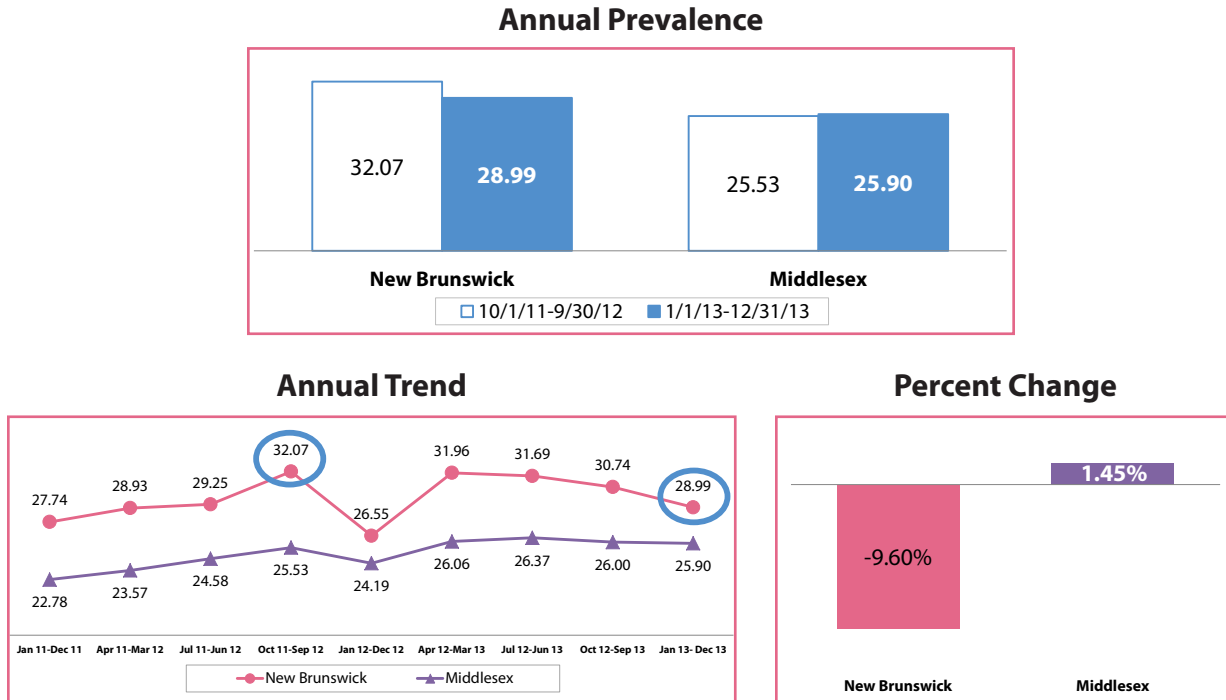 Annual Prevalence
32.07 28.99 25.53 25.90
New Brunswick Middlesex
10/1/11-9/30/12 1/1/13-12/31/13
Annual Trend
27.74 28.93 29.25 32.07 26.55 31.96 31.69 30.74 28.99
22.78 23.57 24.58 25.53 24.19 26.06 26.37 26.00 25.90
Jan 11-Dec 11 Apr 11-Mar 12 Jul 11-Jun 12 Oct 11-Sep 12 Jan 12-Dec 12 Apr 12-Mar 13 Jul 12-Jun 13 Oct 12-Sep 13 Jan 13- Dec 13
New Brunswick Middlesex
Percent Change
1.45%
-9.60%
New Brunswick Middlesex